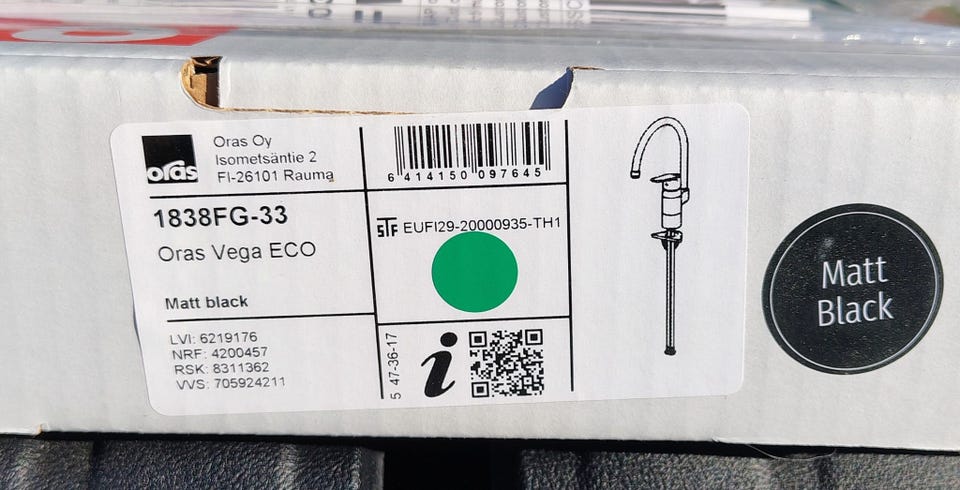 oras
Oras Oy
Isometsäntie 2
FI-26101 Rauma
1838FG-33
Oras Vega ECO
Matt black
LVI: 6219176
NRF: 4200457
RSK: 8311362
VVS: 705924211
6 414150 097645
STF EUFI29-20000935-TH1
5 47-36-17
i
Matt
Black